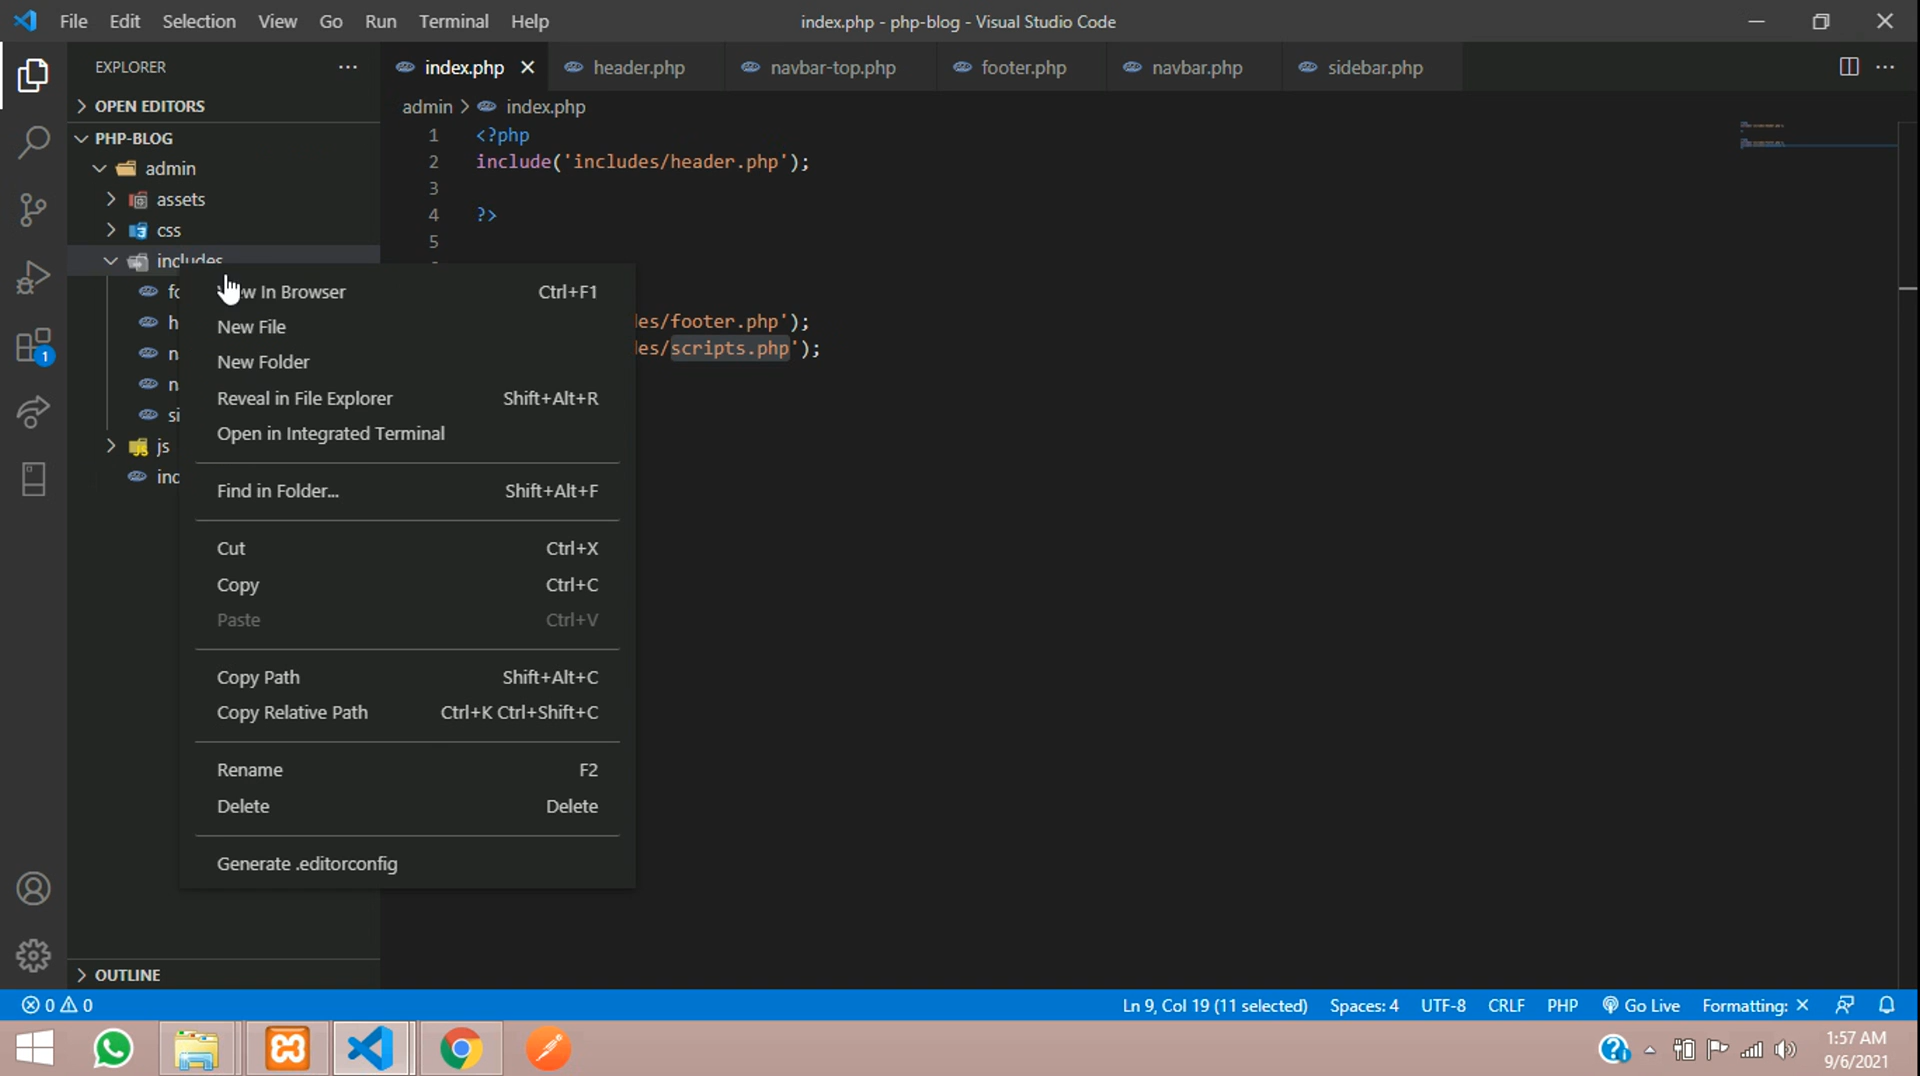 File Edit Selection View Go Run Terminal Help
index.php - php-blog - Visual Studio Code
EXPLORER
index.php
header.php
navbar-top.php
footer.php
navbar.php
sidebar.php
OPEN EDITORS
PHP-BLOG
admin
assets
css
includes
js
admin > index.php
1 <?php
2 include('includes/header.php');
3
4 ?>
5
es/footer.php');
es/scripts.php');
In Browser Ctrl+F1
New File
New Folder
Reveal in File Explorer Shift+Alt+R
Open in Integrated Terminal
Find in Folder... Shift+Alt+F
Cut Ctrl+X
Copy Ctrl+C
Paste Ctrl+V
Copy Path Shift+Alt+C
Copy Relative Path Ctrl+K Ctrl+Shift+C
Rename F2
Delete Delete
Generate .editorconfig
1
OUTLINE
0 0
Ln 9, Col 19 (11 selected) Spaces: 4 UTF-8 CRLF PHP Go Live Formatting: ×
1:57 AM
9/6/2021